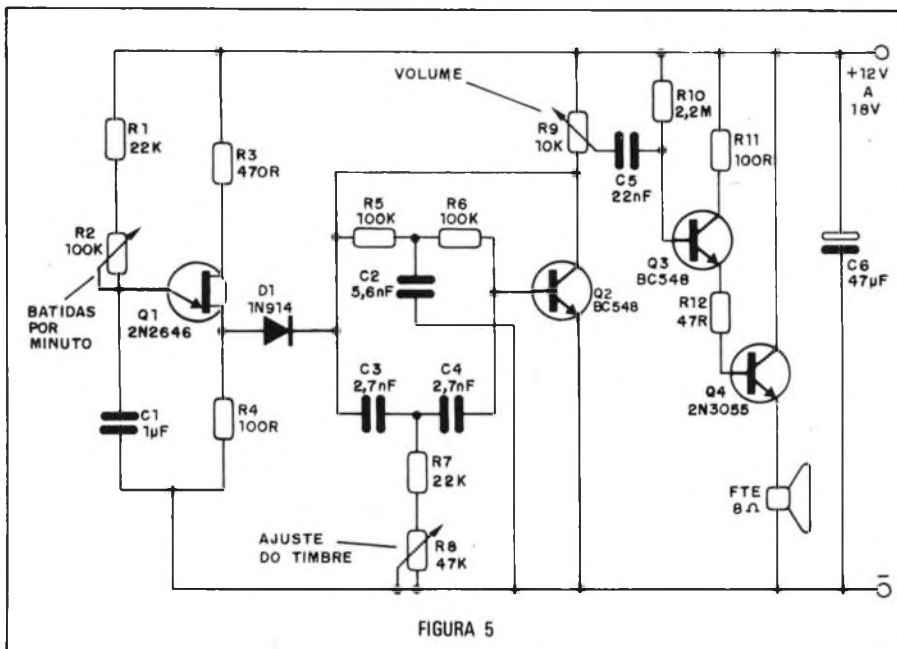 VOLUME
+12V
A
18V
R1
22K
R3
470R
R9
10K
R10
2,2M
R11
100R
C5
22nF
R2
100K
R5
100K
R6
100K
BATIDAS
POR
MINUTO
Q1
2N2646
D1
1N914
C2
5,6nF
Q2
BC548
Q3
BC548
R12
47R
C6
47µF
C1
1µF
R4
100R
C3
2,7nF
C4
2,7nF
Q4
2N3055
R7
22K
AJUSTE
DO TIMBRE
R8
47K
FTE
8Ω
–
FIGURA 5